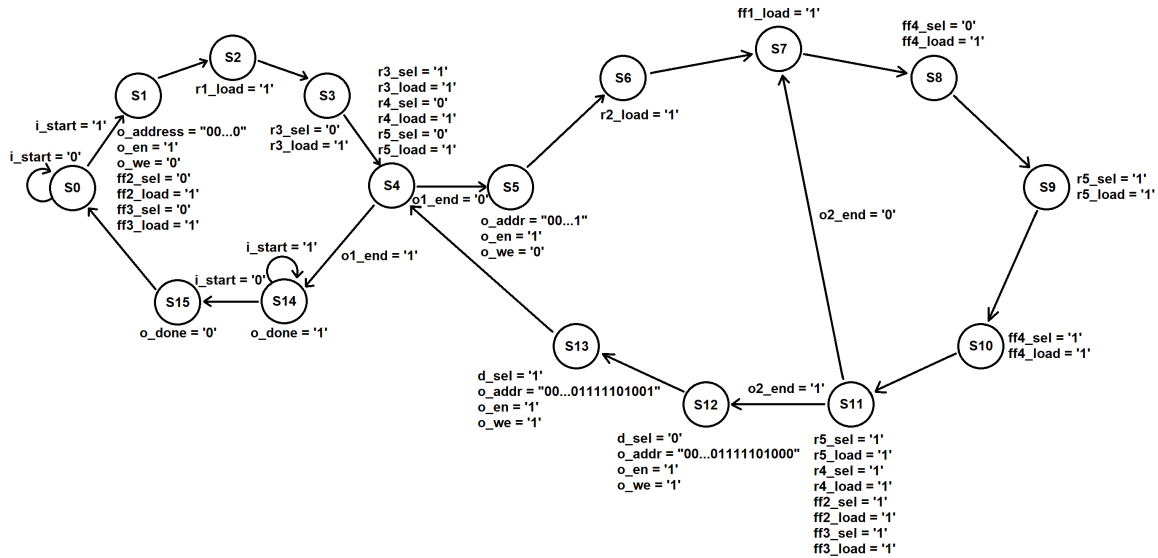 S0
i_start = '0'
i_start = '1'
S1
o_address = "00...0"
o_en = '1'
o_we = '0'
ff2_sel = '0'
ff2_load = '1'
ff3_sel = '0'
ff3_load = '1'
S2
r1_load = '1'
S3
r3_sel = '0'
r3_load = '1'
r3_sel = '1'
r3_load = '1'
r4_sel = '0'
r4_load = '1'
r5_sel = '0'
r5_load = '1'
S4
o1_end = '0'
o1_end = '1'
S5
o_addr = "00...1"
o_en = '1'
o_we = '0'
S6
r2_load = '1'
ff1_load = '1'
S7
ff4_sel = '0'
ff4_load = '1'
S8
S9
r5_sel = '1'
r5_load = '1'
S10
ff4_sel = '1'
ff4_load = '1'
S11
r5_sel = '1'
r5_load = '1'
r4_sel = '1'
r4_load = '1'
ff2_sel = '1'
ff2_load = '1'
ff3_sel = '1'
ff3_load = '1'
o2_end = '0'
o2_end = '1'
S12
d_sel = '0'
o_addr = "00...01111101000"
o_en = '1'
o_we = '1'
S13
d_sel = '1'
o_addr = "00...01111101001"
o_en = '1'
o_we = '1'
i_start = '1'
S14
o_done = '1'
i_start = '0'
S15
o_done = '0'